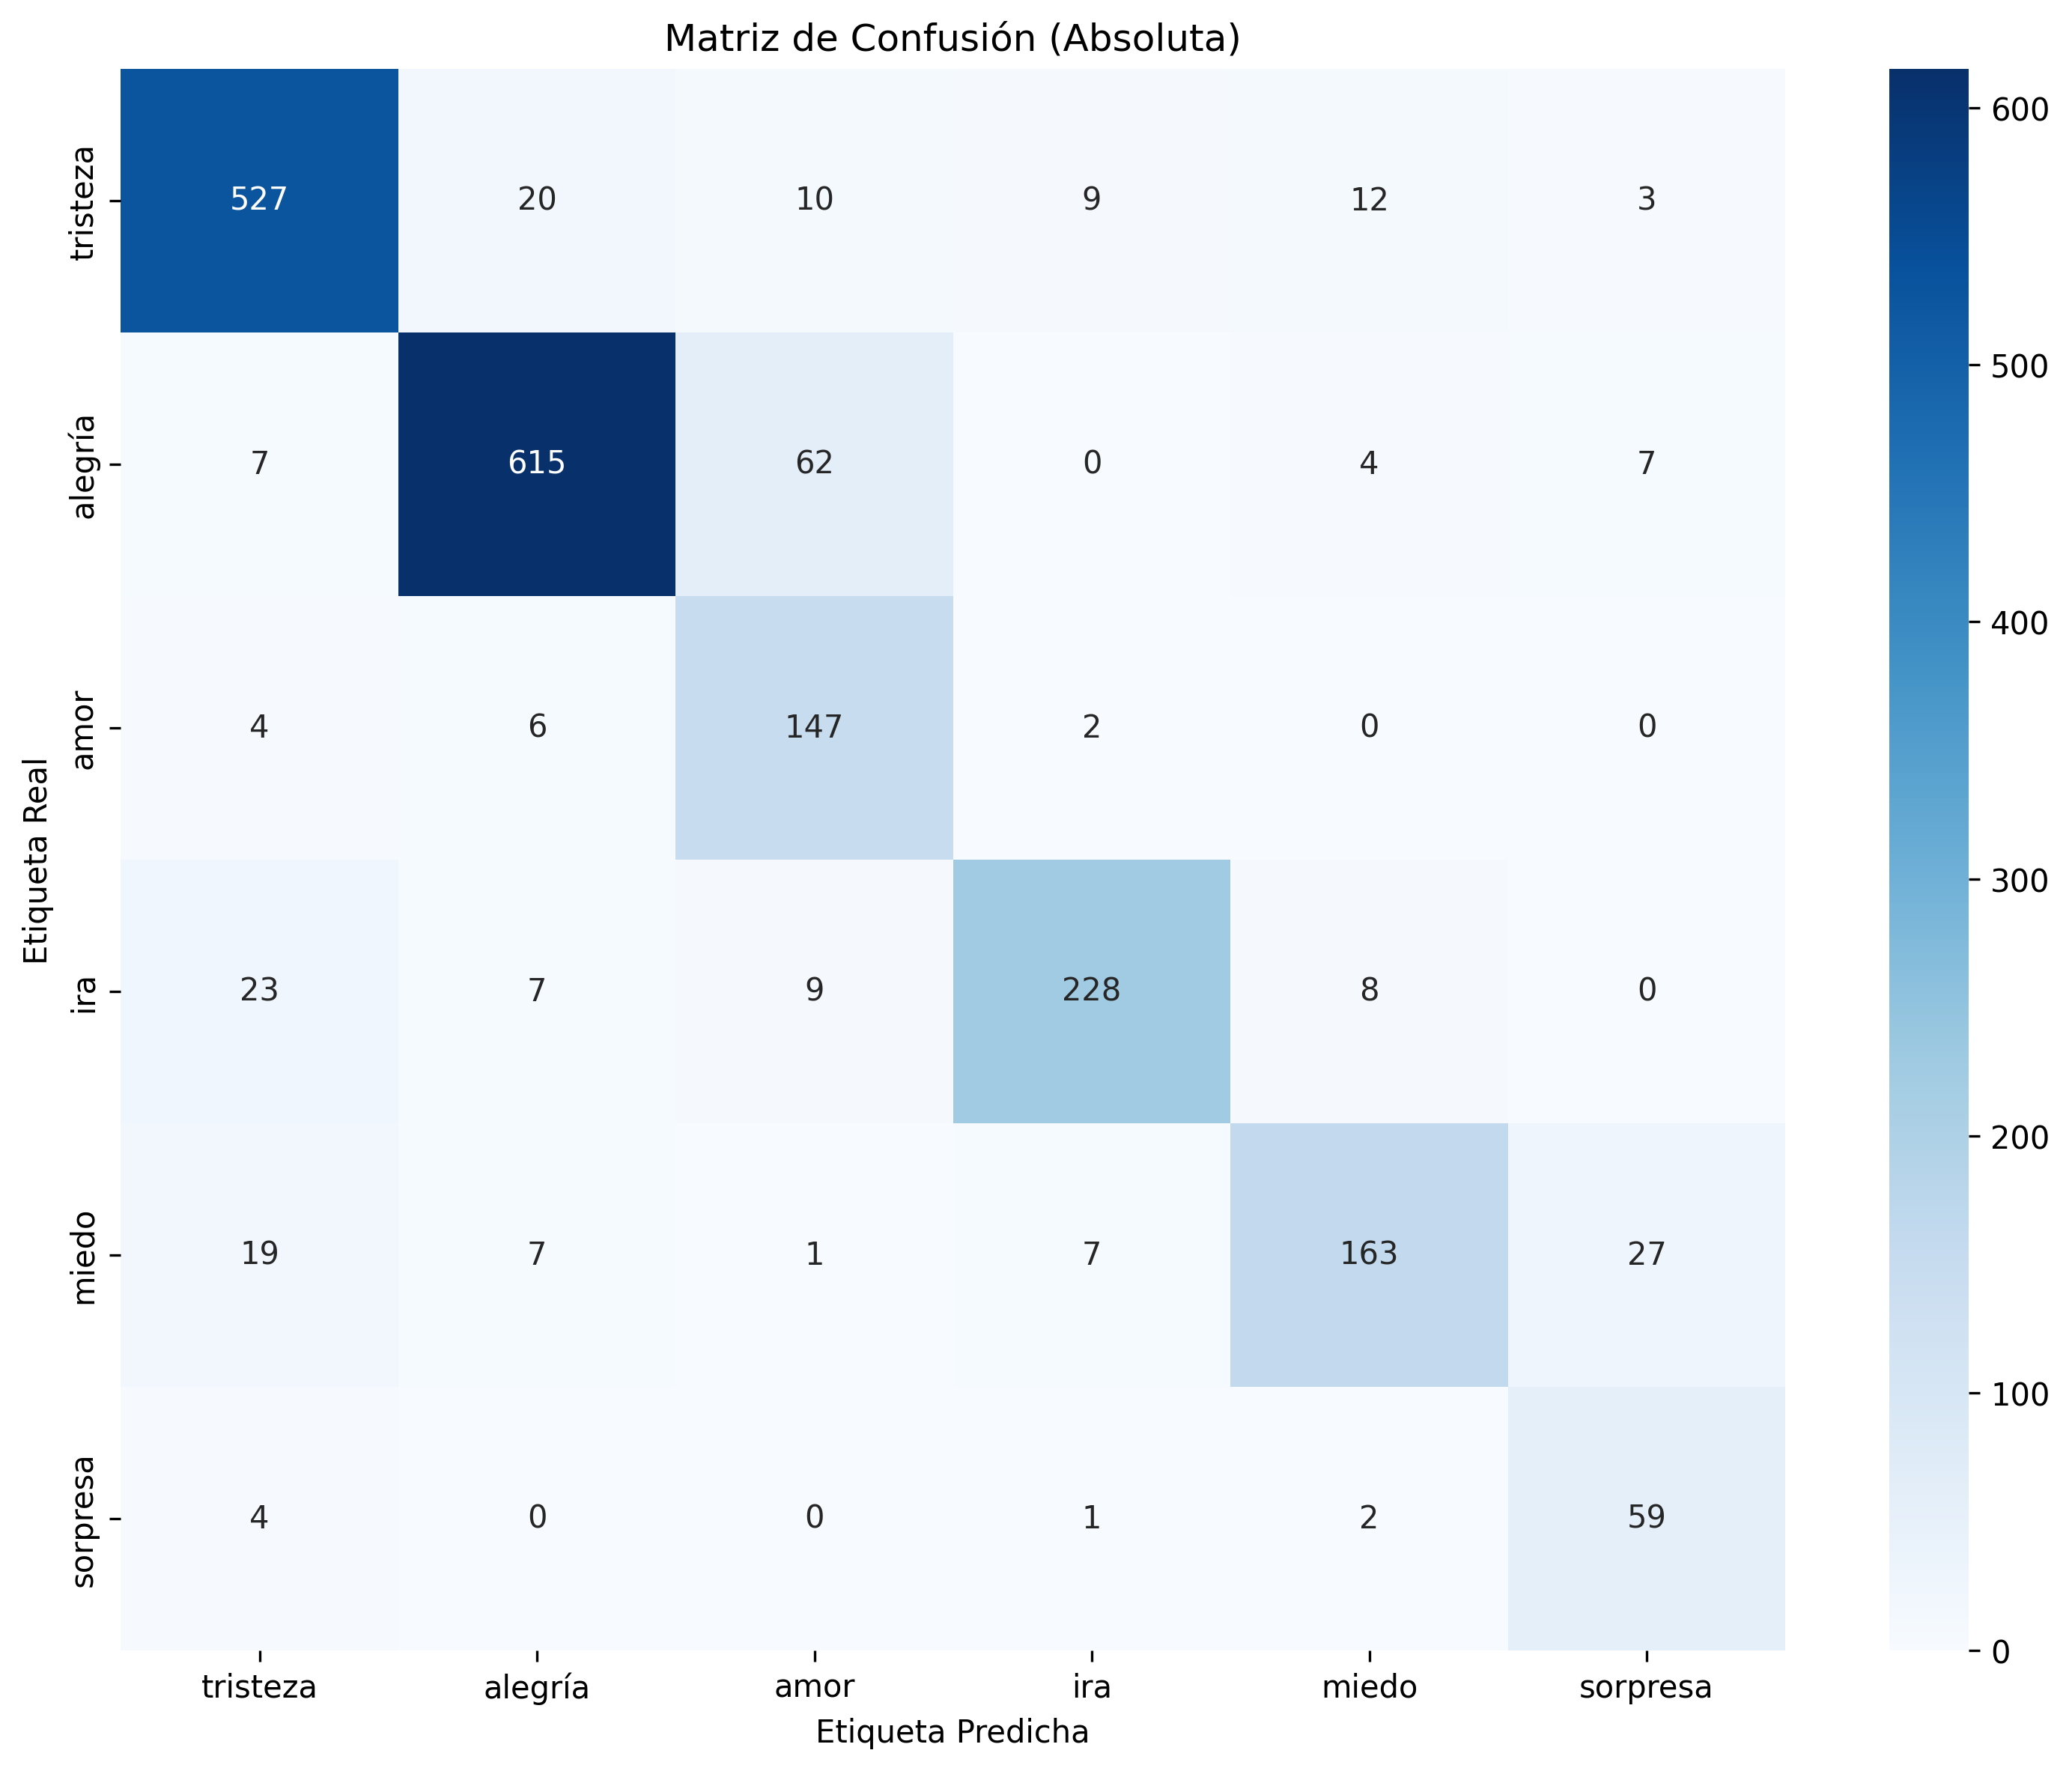 Matriz de Confusión (Absoluta)
tristeza 527 20 10 9 12 3
alegría 7 615 62 0 4 7
amor 4 6 147 2 0 0
ira 23 7 9 228 8 0
miedo 19 7 1 7 163 27
sorpresa 4 0 0 1 2 59
tristeza alegría amor ira miedo sorpresa
Etiqueta Predicha
Etiqueta Real
600
500
400
300
200
100
0